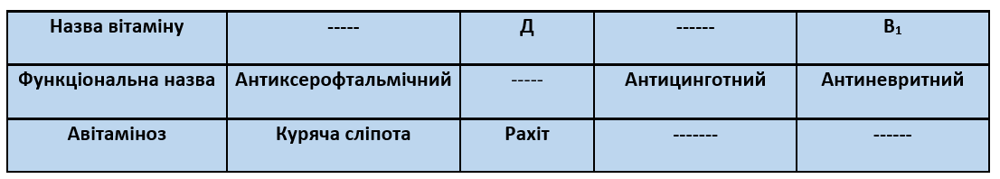 Назва вітаміну ----- Д ------ В₁
Функціональна назва Антиксерофтальмічний ----- Антицинготний Антиневритний
Авітаміноз Куряча сліпота Рахіт ------- ------